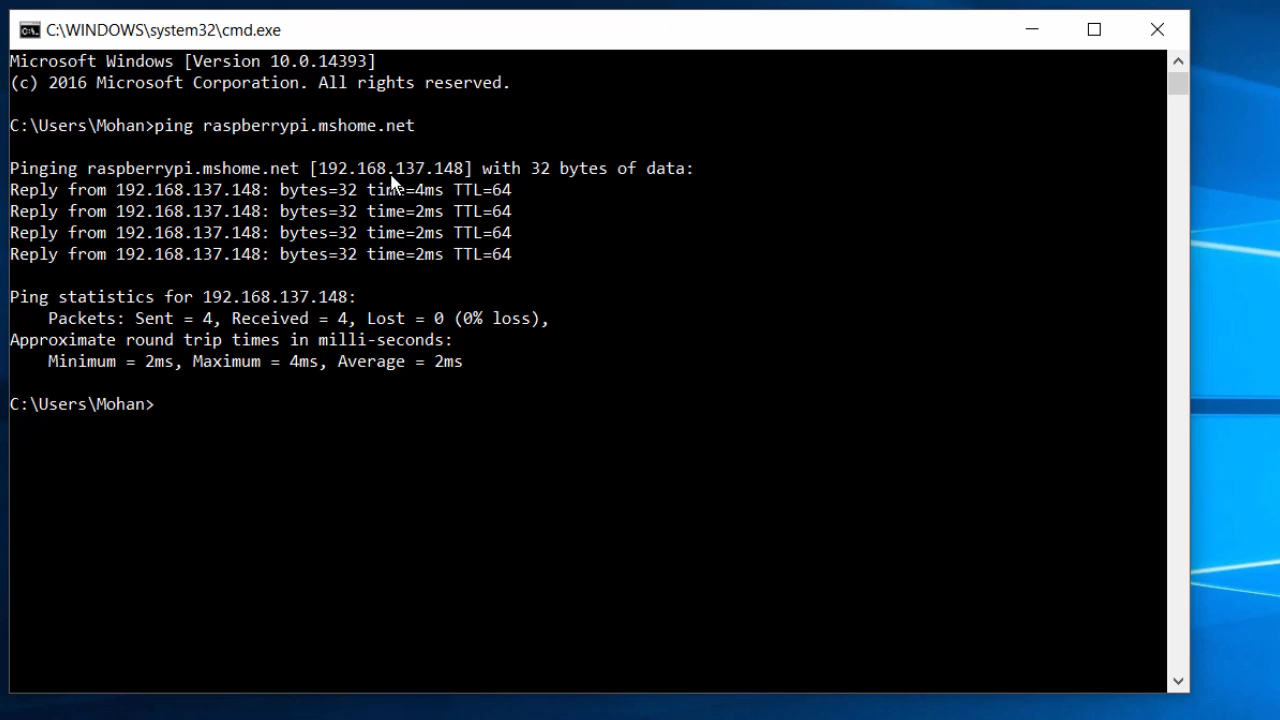 C:\WINDOWS\system32\cmd.exe
Microsoft Windows [Version 10.0.14393]
(c) 2016 Microsoft Corporation. All rights reserved.
C:\Users\Mohan>ping raspberrypi.mshome.net
Pinging raspberrypi.mshome.net [192.168.137.148] with 32 bytes of data:
Reply from 192.168.137.148: bytes=32 time=4ms TTL=64
Reply from 192.168.137.148: bytes=32 time=2ms TTL=64
Reply from 192.168.137.148: bytes=32 time=2ms TTL=64
Reply from 192.168.137.148: bytes=32 time=2ms TTL=64
Ping statistics for 192.168.137.148:
    Packets: Sent = 4, Received = 4, Lost = 0 (0% loss),
Approximate round trip times in milli-seconds:
    Minimum = 2ms, Maximum = 4ms, Average = 2ms
C:\Users\Mohan>